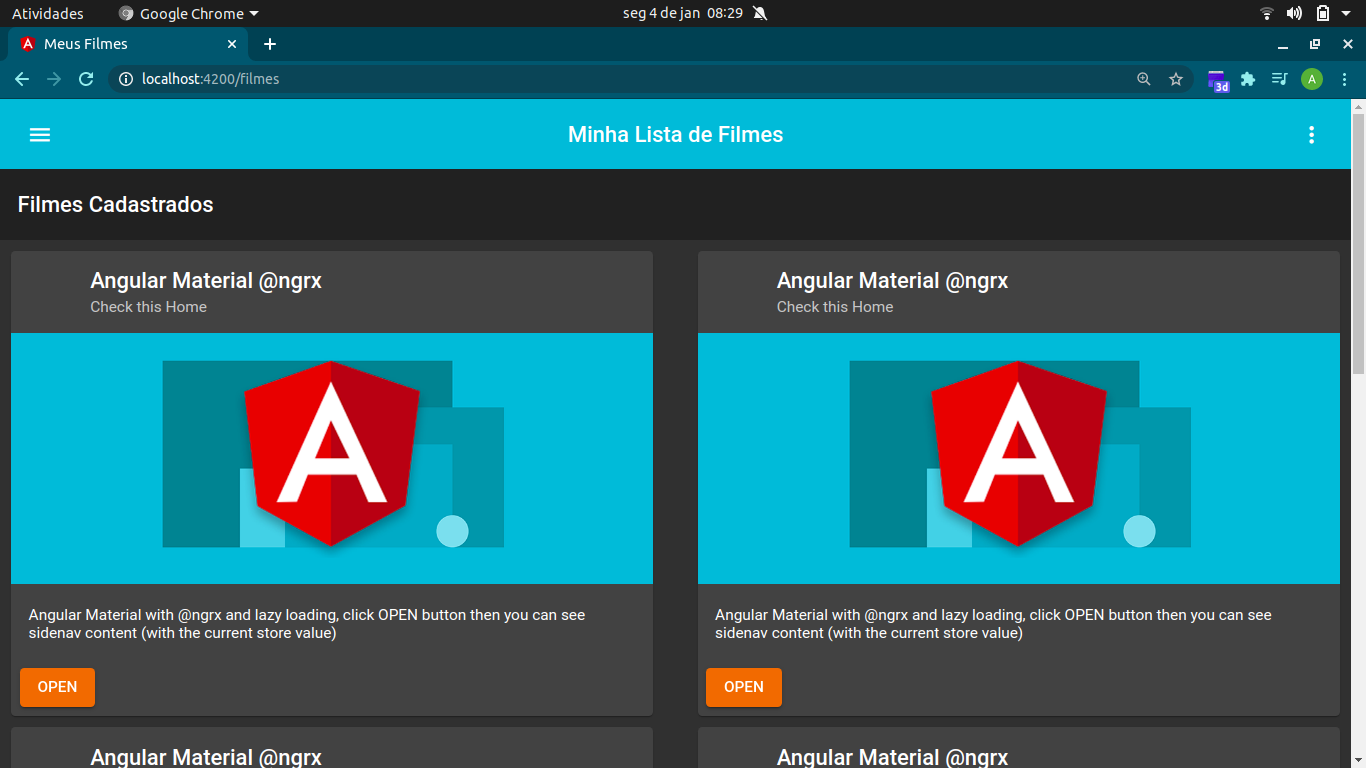 Atividades
Google Chrome
seg 4 de jan 08:29
Meus Filmes
localhost:4200/filmes
3d
A
Minha Lista de Filmes
Filmes Cadastrados
Angular Material @ngrx
Check this Home
A
Angular Material with @ngrx and lazy loading, click OPEN button then you can see
sidenav content (with the current store value)
OPEN
Angular Material @ngrx
Check this Home
A
Angular Material with @ngrx and lazy loading, click OPEN button then you can see
sidenav content (with the current store value)
OPEN
Angular Material @ngrx
Angular Material @ngrx